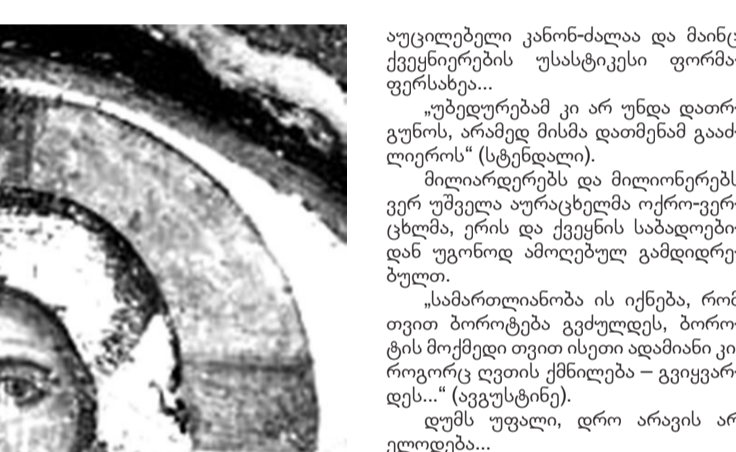 აუცილებელი კანონ-ძალაა და მაინც
ქვეყნიერების უსასტიკესი ფორმა-
ფერსახეა...
„უბედურებამ კი არ უნდა დათრ-
გუნოს, არამედ მისმა დათმენამ გააძ-
ლიეროს“ (სტენდალი).
მილიარდერებს და მილიონერებს
ვერ უშველა აურაცხელმა ოქრო-ვერ-
ცხლმა, ერის და ქვეყნის საბადოები-
დან უგონოდ ამოღებულ გამდიდრე-
ბულთ.
„სამართლიანობა ის იქნება, რომ
თვით ბოროტება გვძულდეს, ბორო-
ტის მოქმედი თვით ისეთი ადამიანი კი
როგორც ღვთის ქმნილება – გვიყვარ-
დეს...“ (ავგუსტინე).
დუმს უფალი, დრო არავის არ
ელოდება...